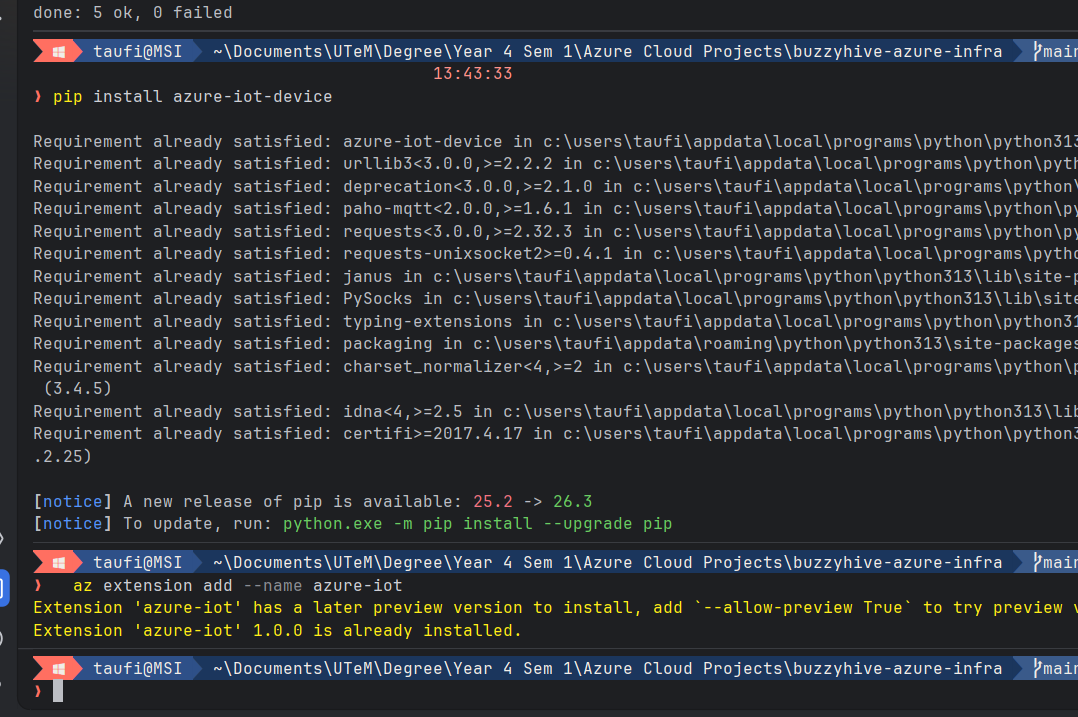 done: 5 ok, 0 failed
taufi@MSI ~\Documents\UTeM\Degree\Year 4 Sem 1\Azure Cloud Projects\buzzyhive-azure-infra main
13:43:33
❯ pip install azure-iot-device
Requirement already satisfied: azure-iot-device in c:\users\taufi\appdata\local\programs\python\python313
Requirement already satisfied: urllib3<3.0.0,>=2.2.2 in c:\users\taufi\appdata\local\programs\python\pyth
Requirement already satisfied: deprecation<3.0.0,>=2.1.0 in c:\users\taufi\appdata\local\programs\python\
Requirement already satisfied: paho-mqtt<2.0.0,>=1.6.1 in c:\users\taufi\appdata\local\programs\python\py
Requirement already satisfied: requests<3.0.0,>=2.32.3 in c:\users\taufi\appdata\local\programs\python\py
Requirement already satisfied: requests-unixsocket2>=0.4.1 in c:\users\taufi\appdata\local\programs\pytho
Requirement already satisfied: janus in c:\users\taufi\appdata\local\programs\python\python313\lib\site-p
Requirement already satisfied: PySocks in c:\users\taufi\appdata\local\programs\python\python313\lib\site
Requirement already satisfied: typing-extensions in c:\users\taufi\appdata\local\programs\python\python31
Requirement already satisfied: packaging in c:\users\taufi\appdata\roaming\python\python313\site-packages
Requirement already satisfied: charset_normalizer<4,>=2 in c:\users\taufi\appdata\local\programs\python\p
(3.4.5)
Requirement already satisfied: idna<4,>=2.5 in c:\users\taufi\appdata\local\programs\python\python313\lib
Requirement already satisfied: certifi>=2017.4.17 in c:\users\taufi\appdata\local\programs\python\python3
.2.25)
[notice] A new release of pip is available: 25.2 -> 26.3
[notice] To update, run: python.exe -m pip install --upgrade pip
taufi@MSI ~\Documents\UTeM\Degree\Year 4 Sem 1\Azure Cloud Projects\buzzyhive-azure-infra main
❯ az extension add --name azure-iot
Extension 'azure-iot' has a later preview version to install, add `--allow-preview True` to try preview v
Extension 'azure-iot' 1.0.0 is already installed.
taufi@MSI ~\Documents\UTeM\Degree\Year 4 Sem 1\Azure Cloud Projects\buzzyhive-azure-infra main
❯